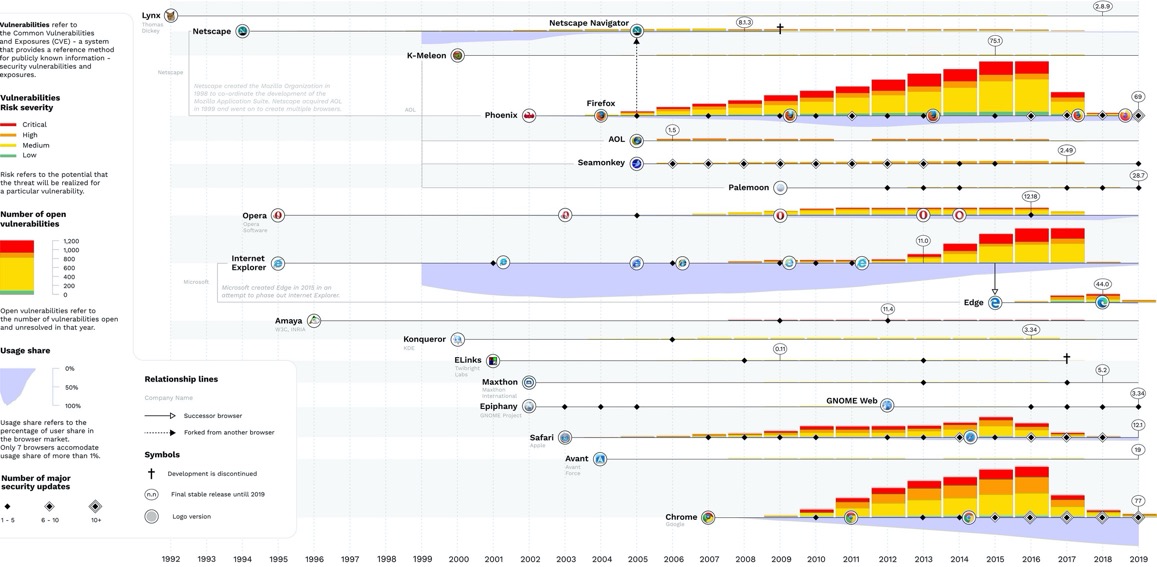 Vulnerabilities refer to
the Common Vulnerabilities
and Exposures (CVE) - a system
that provides a reference method
for publicly known information -
security vulnerabilities and
exposures.
Vulnerabilities
Risk severity
Critical
High
Medium
Low
Risk refers to the potential that
the threat will be realized for
a particular vulnerability.
Number of open
vulnerabilities
1,200
1,000
800
600
400
200
0
Open vulnerabilities refer to
the number of vulnerabilities open
and unresolved in that year.
Usage share
0%
50%
100%
Usage share refers to the
percentage of user share in
the browser market.
Only 7 browsers accomodate
usage share of more than 1%.
Number of major
security updates
1 - 5
6 - 10
10+
Relationship lines
Company Name
Successor browser
Forked from another browser
Symbols
Development is discontinued
n.n
Final stable release until 2019
Logo version
Lynx
Thomas
Dickey
2.8.9
Netscape
Netscape Navigator
8.1.3
K-Meleon
75.1
Netscape
Netscape created the Mozilla Organization in
1998 to co-ordinate the development of the
Mozilla Application Suite. Netscape acquired AOL
in 1998 and went on to create multiple browsers.
AOL
Phoenix
Firefox
69
AOL
1.5
Seamonkey
2.49
Palemoon
28.7
Opera
Opera
Software
12.18
Internet
Explorer
11.0
Microsoft
Microsoft created Edge in 2015 in an
attempt to phase out Internet Explorer.
Edge
44.0
Amaya
W3C, INRIA
11.4
Konqueror
KDE
3.34
ELinks
Twibright
Labs
0.11
Maxthon
Maxthon
International
5.2
Epiphany
GNOME Project
GNOME Web
3.34
Safari
Apple
12.1
Avant
Avant
Force
19
Chrome
Google
77
1992 1993 1994 1995 1996 1997 1998 1999 2000 2001 2002 2003 2004 2005 2006 2007 2008 2009 2010 2011 2012 2013 2014 2015 2016 2017 2018 2019